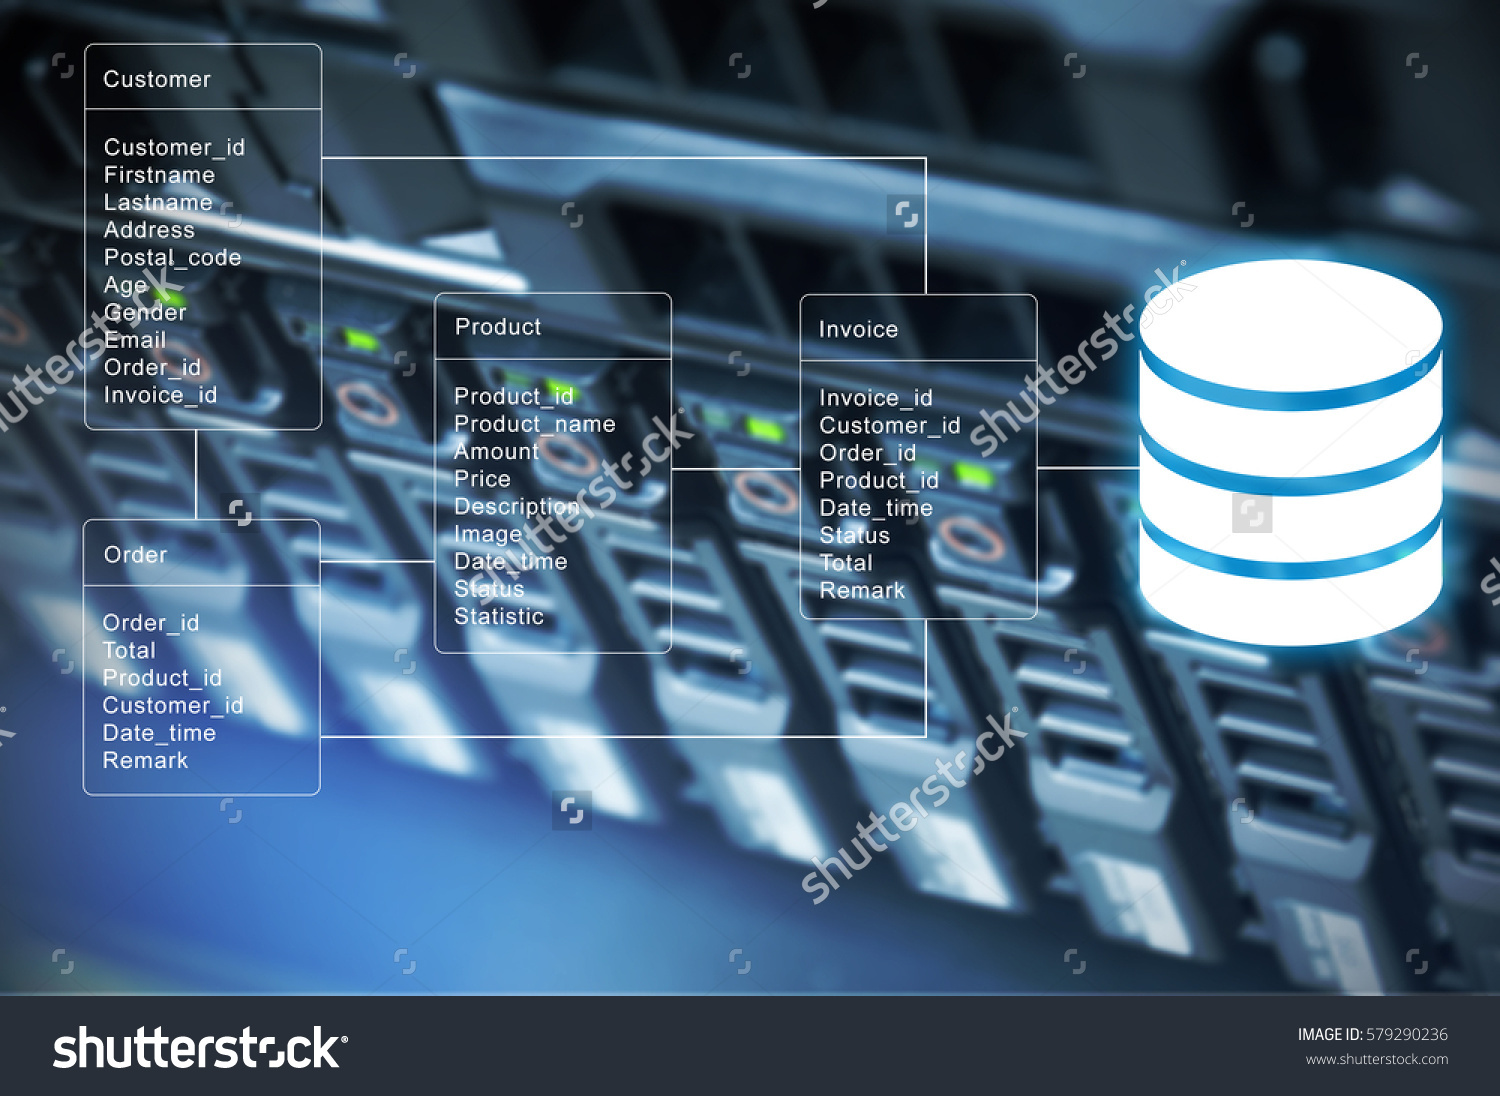 Customer
Customer_id
Firstname
Lastname
Address
Postal_code
Age
Gender
Email
Order_id
Invoice_id
Product
Product_id
Product_name
Amount
Price
Description
Image
Date_time
Status
Statistic
Invoice
Invoice_id
Customer_id
Order_id
Product_id
Date_time
Status
Total
Remark
Order
Order_id
Total
Product_id
Customer_id
Date_time
Remark
shutterstock®
shutterstock®
shutterstock®
shutterstock®
shutterstock®
IMAGE ID: 579290236
www.shutterstock.com